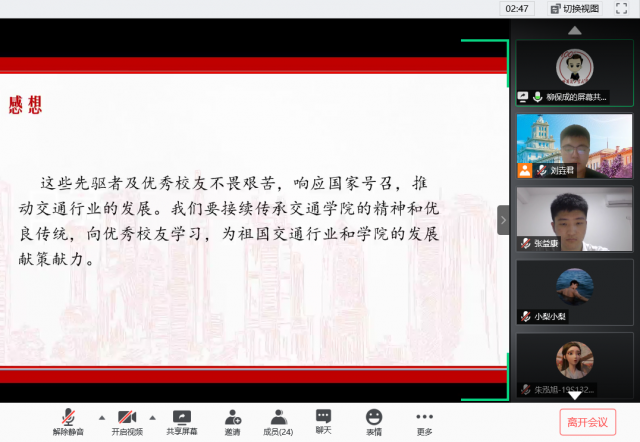 02:47
切换视图
感想
这些先驱者及优秀校友不畏艰苦，响应国家号召，推
动交通行业的发展。我们要接续传承交通学院的精神和优
良传统，向优秀校友学习，为祖国交通行业和学院的发展
献策献力。
柳保成的屏幕共...
刘垚君
张益康
小梨小梨
朱泓旭-195132...
解除静音
开启视频
共享屏幕
邀请
成员(24)
聊天
表情
更多
离开会议